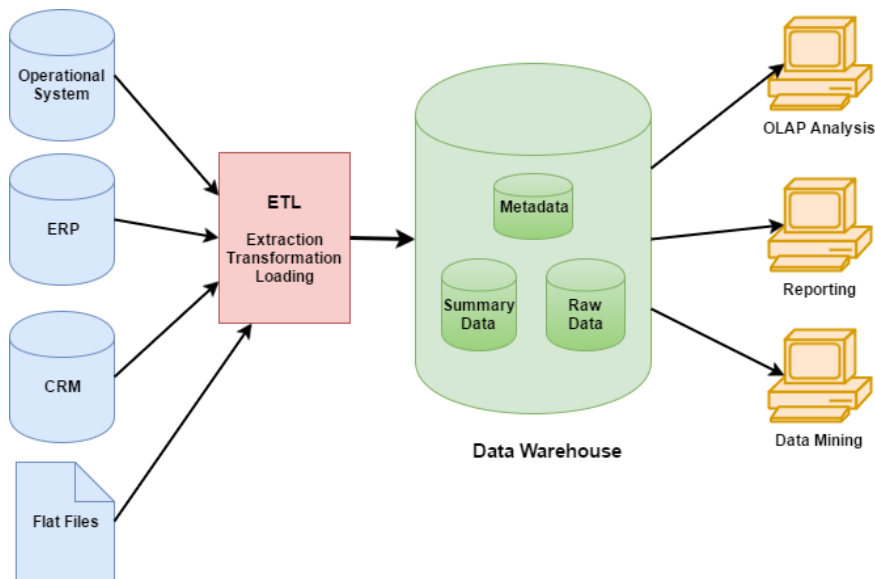 Operational
System
ERP
CRM
Flat Files
ETL
Extraction
Transformation
Loading
Metadata
Summary
Data
Raw
Data
Data Warehouse
OLAP Analysis
Reporting
Data Mining